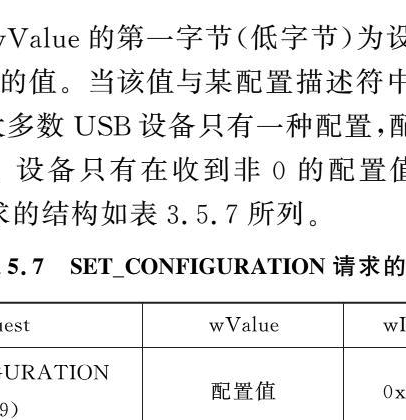 wValue 的第一字节(低字节)为设
的值。当该值与某配置描述符中
大多数 USB 设备只有一种配置,配
设备只有在收到非 0 的配置值
求的结构如表 3.5.7 所列。
5.7 SET_CONFIGURATION 请求的
uest wValue wI
GURATION
配置值 0x
9)